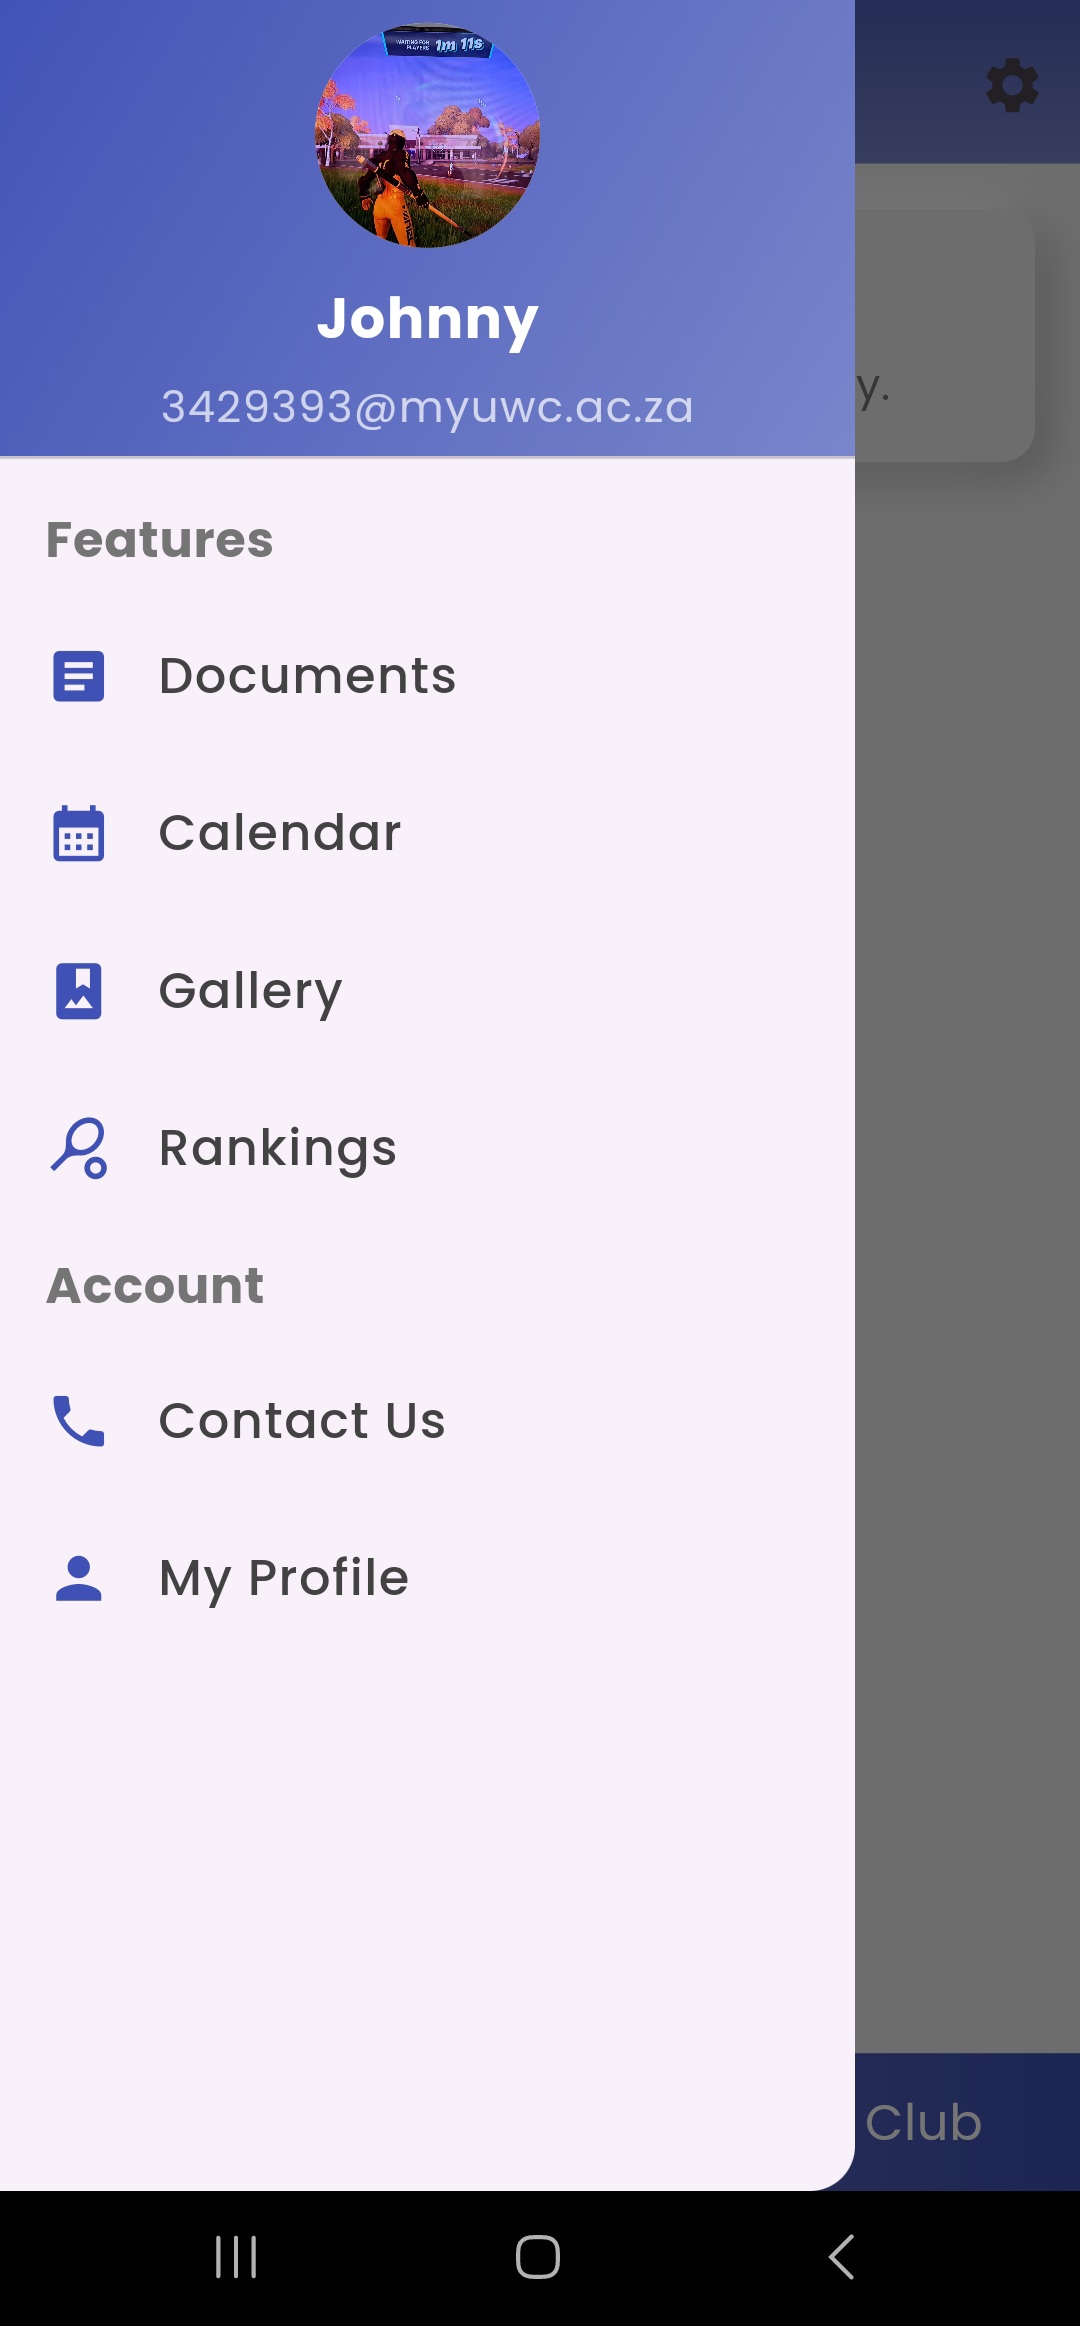 WAITING FOR
PLAYERS
1m 11s
Johnny
3429393@myuwc.ac.za
y.
Features
Documents
Calendar
Gallery
Rankings
Account
Contact Us
My Profile
Club